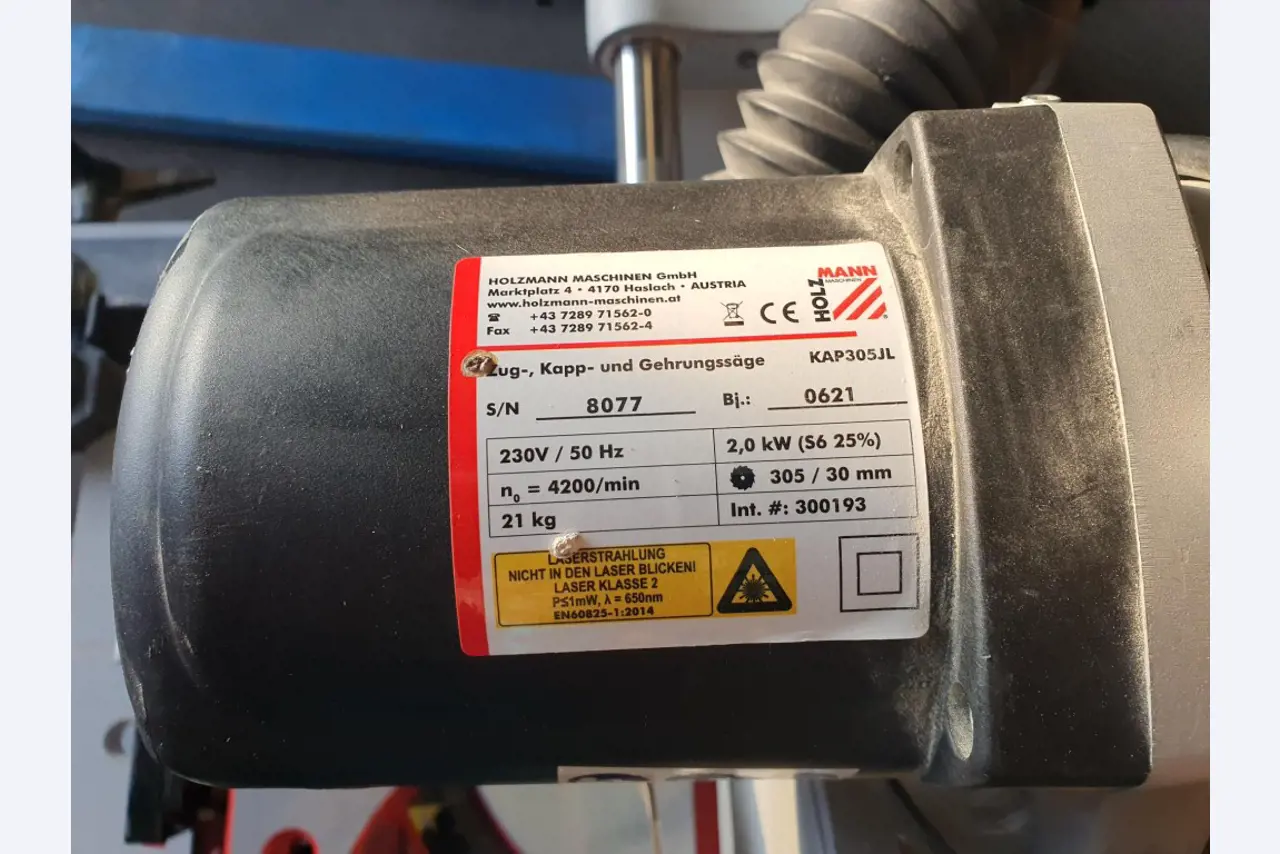 HOLZMANN MASCHINEN GmbH
Marktplatz 4 • 4170 Haslach • AUSTRIA
www.holzmann-maschinen.at
☎ +43 7289 71562-0
Fax +43 7289 71562-4
CE
HOLZMANN
MASCHINEN
®
Zug-, Kapp- und Gehrungssäge KAP305JL
S/N 8077 Bj.: 0621
230V / 50 Hz 2,0 kW (S6 25%)
n₀ = 4200/min 305 / 30 mm
21 kg Int. #: 300193
LASERSTRAHLUNG
NICHT IN DEN LASER BLICKEN!
LASER KLASSE 2
P≤1mW, λ = 650nm
EN60825-1:2014